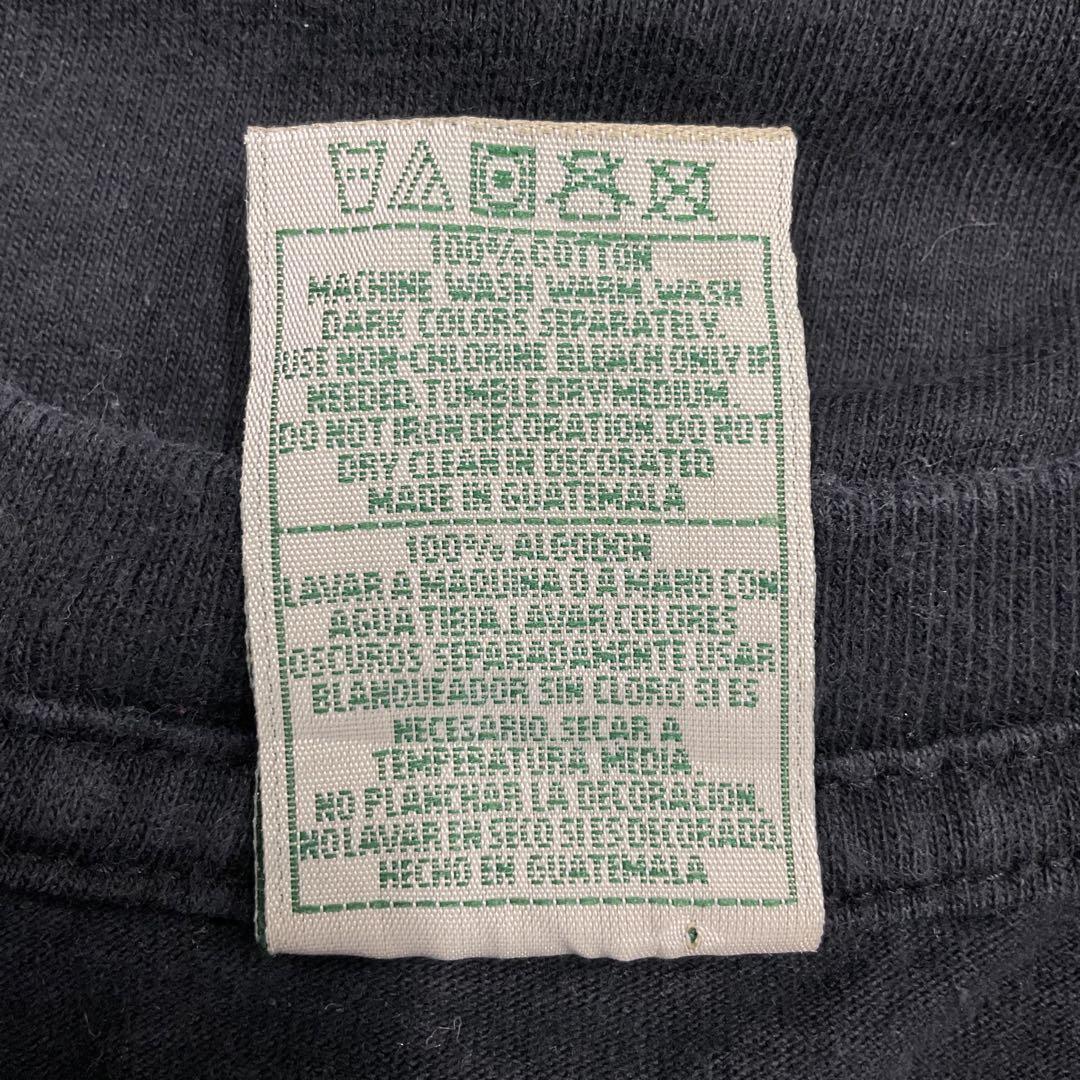 100% COTTON
MACHINE WASH WARM, WASH
DARK COLORS SEPARATELY.
USE NON-CHLORINE BLEACH ONLY IF
NEEDED, TUMBLE DRY MEDIUM
DO NOT IRON DECORATION. DO NOT
DRY CLEAN IN DECORATED
MADE IN GUATEMALA
100% ALGODON
LAVAR A MAQUINA O A MANO CON
AGUA TIBIA. LAVAR COLORES
OSCUROS SEPARADAMENTE. USAR
BLANQUEADOR SIN CLORO SI ES
NECESARIO. SECAR A
TEMPERATURA MEDIA.
NO PLANCHAR LA DECORACION.
NO LAVAR EN SECO SI ES DECORADO.
HECHO EN GUATEMALA